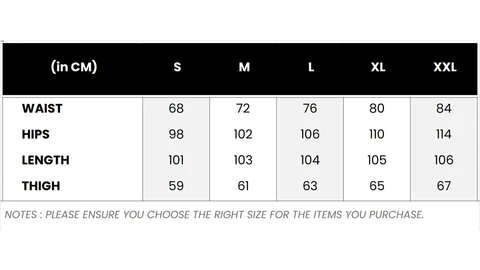 (in CM) S M L XL XXL
WAIST 68 72 76 80 84
HIPS 98 102 106 110 114
LENGTH 101 103 104 105 106
THIGH 59 61 63 65 67
NOTES : PLEASE ENSURE YOU CHOOSE THE RIGHT SIZE FOR THE ITEMS YOU PURCHASE.